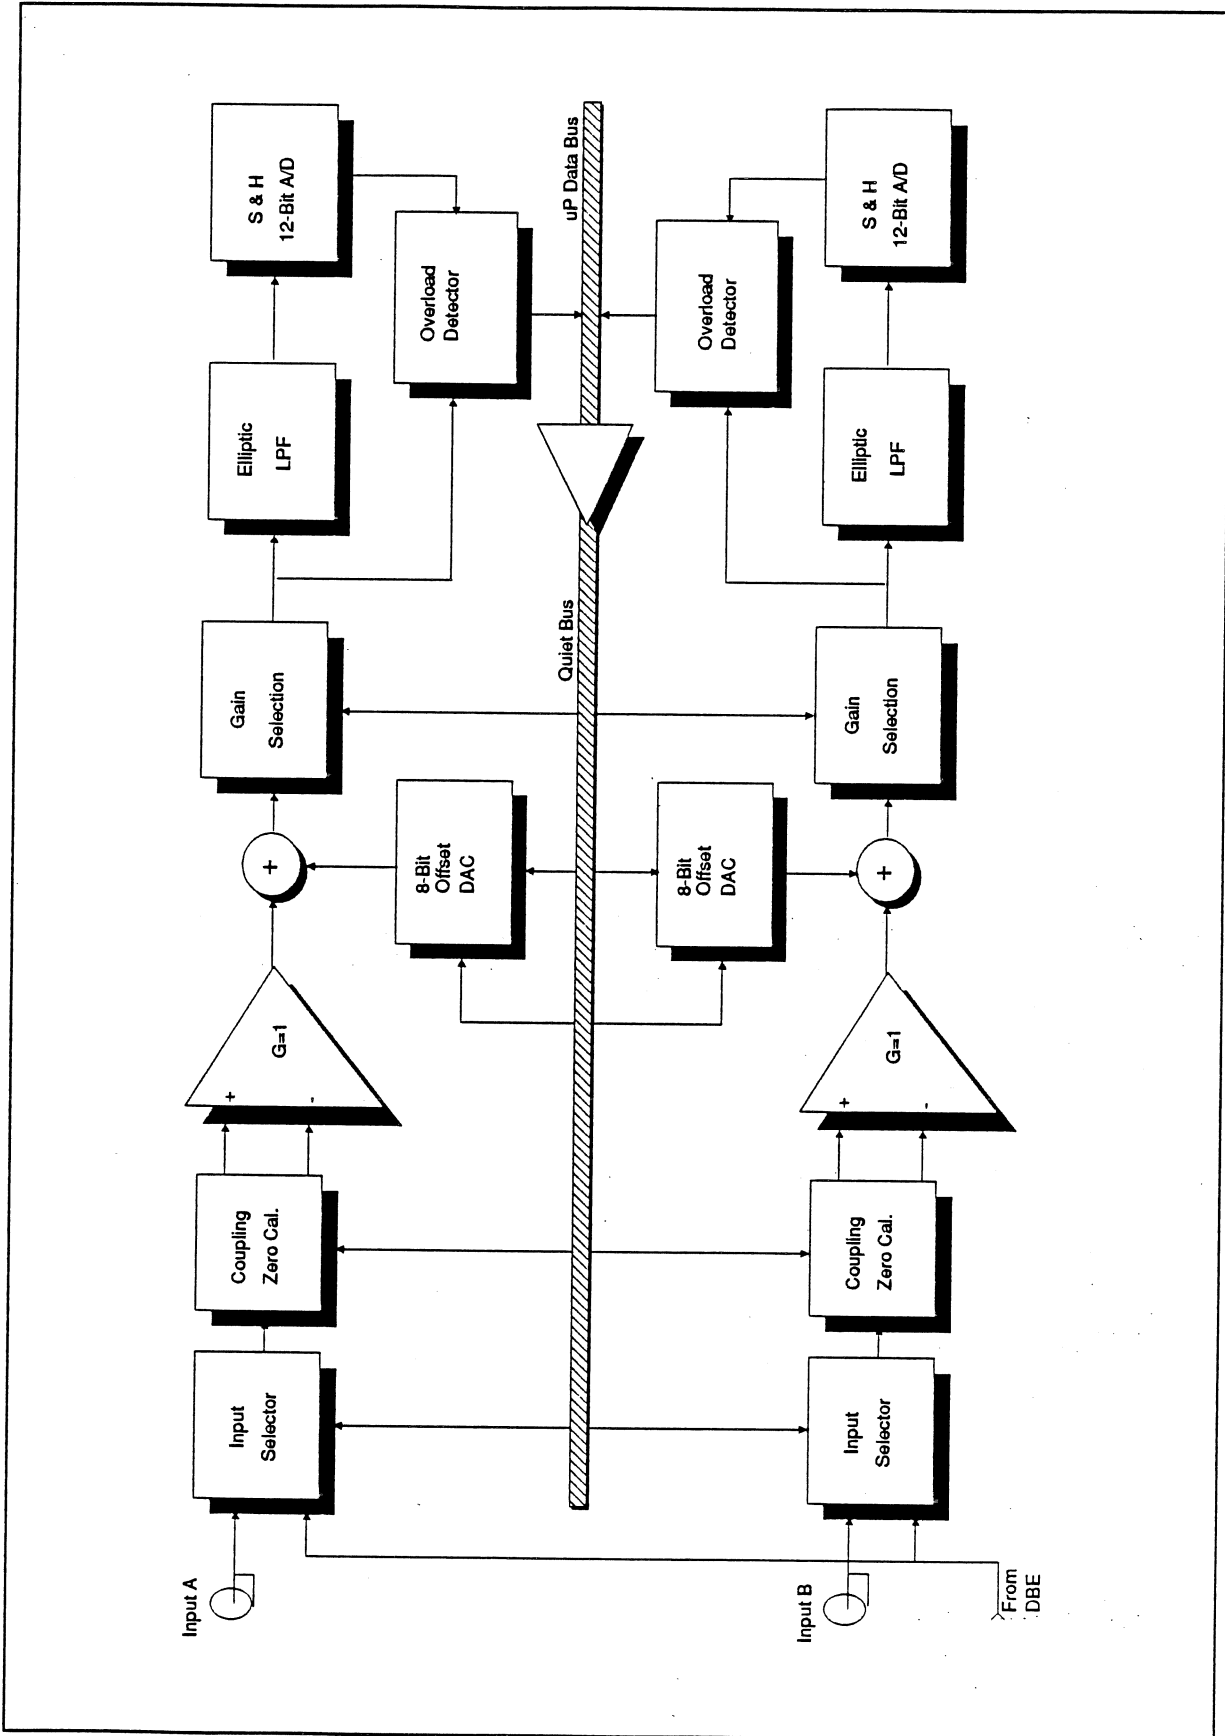 Input A
Input
Selector
Coupling
Zero Cal.
+
-
G=1
+
Gain
Selection
Elliptic
LPF
S & H
12-Bit A/D
8-Bit
Offset
DAC
Overload
Detector
Quiet Bus
uP Data Bus
8-Bit
Offset
DAC
Overload
Detector
Input B
Input
Selector
Coupling
Zero Cal.
+
-
G=1
+
Gain
Selection
Elliptic
LPF
S & H
12-Bit A/D
From
DBE